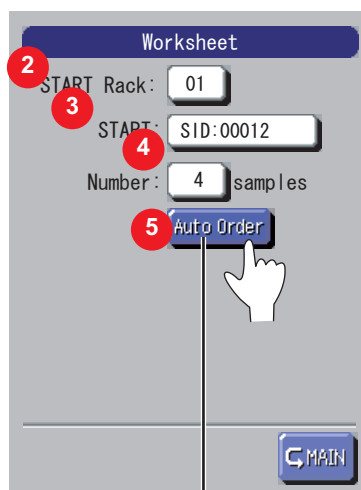 Worksheet
2
START Rack: 01
3
START: SID:00012
4
Number: 4 samples
5 Auto Order
MAIN